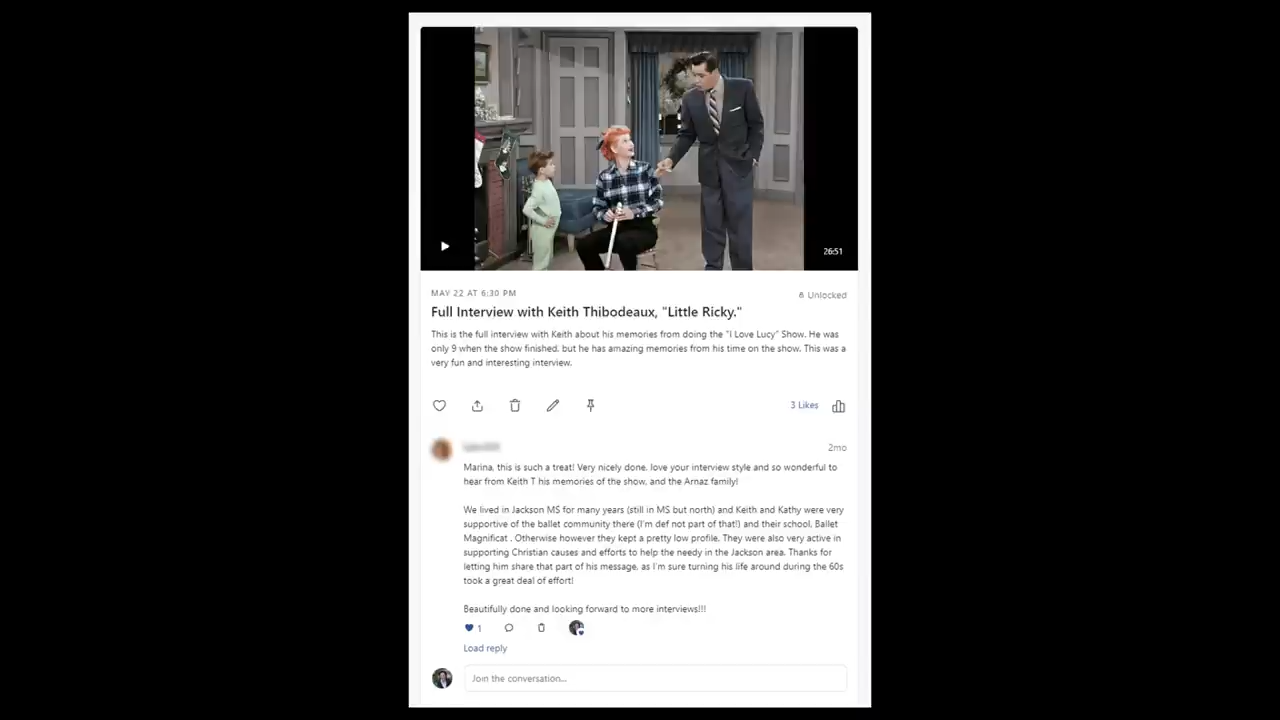 26:51
MAY 22 AT 6:30 PM
Unlocked
Full Interview with Keith Thibodeaux, "Little Ricky."
This is the full interview with Keith about his memories from doing the "I Love Lucy" Show. He was
only 9 when the show finished, but he has amazing memories from his time on the show. This was a
very fun and interesting interview.
3 Likes
2mo
Marina, this is such a treat! Very nicely done, love your interview style and so wonderful to
hear from Keith T his memories of the show, and the Arnaz family!
We lived in Jackson MS for many years (still in MS but north) and Keith and Kathy were very
supportive of the ballet community there (I'm def not part of that!) and their school, Ballet
Magnificat . Otherwise however they kept a pretty low profile. They were also very active in
supporting Christian causes and efforts to help the needy in the Jackson area. Thanks for
letting him share that part of his message, as I'm sure turning his life around during the 60s
took a great deal of effort!
Beautifully done and looking forward to more interviews!!!
1
Load reply
Join the conversation...